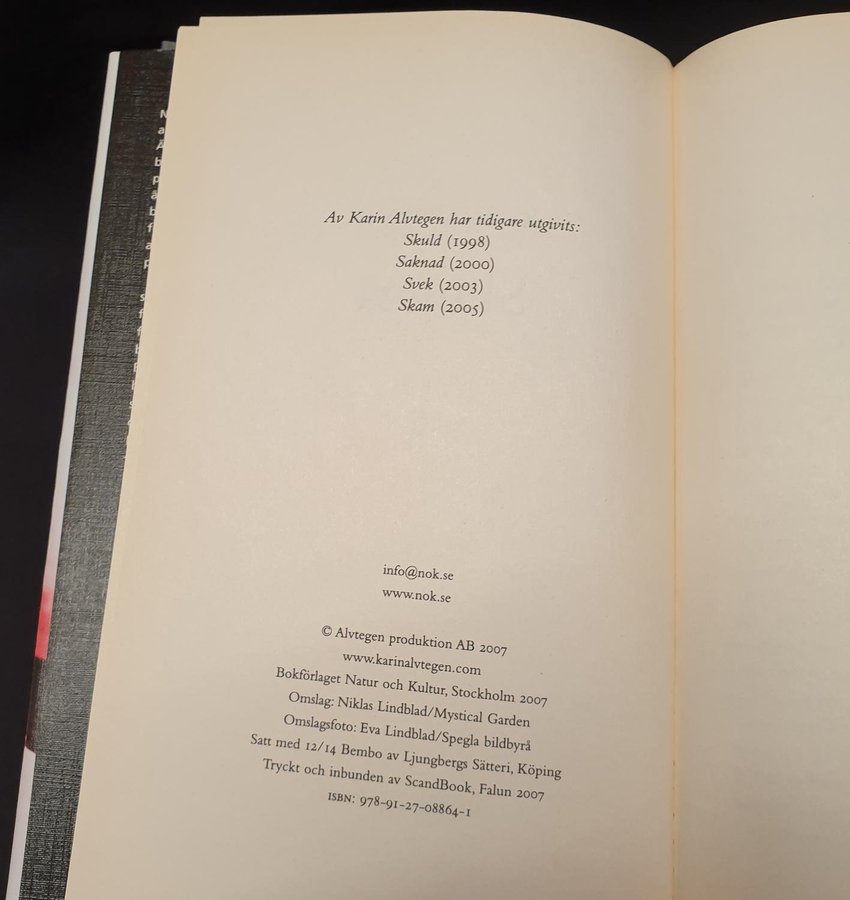 Av Karin Alvtegen har tidigare utgivits:
Skuld (1998)
Saknad (2000)
Svek (2003)
Skam (2005)
info@nok.se
www.nok.se
© Alvtegen produktion AB 2007
www.karinalvtegen.com
Bokförlaget Natur och Kultur, Stockholm 2007
Omslag: Niklas Lindblad/Mystical Garden
Omslagsfoto: Eva Lindblad/Spegla bildbyrå
Satt med 12/14 Bembo av Ljungbergs Sätteri, Köping
Tryckt och inbunden av ScandBook, Falun 2007
ISBN: 978-91-27-08864-1